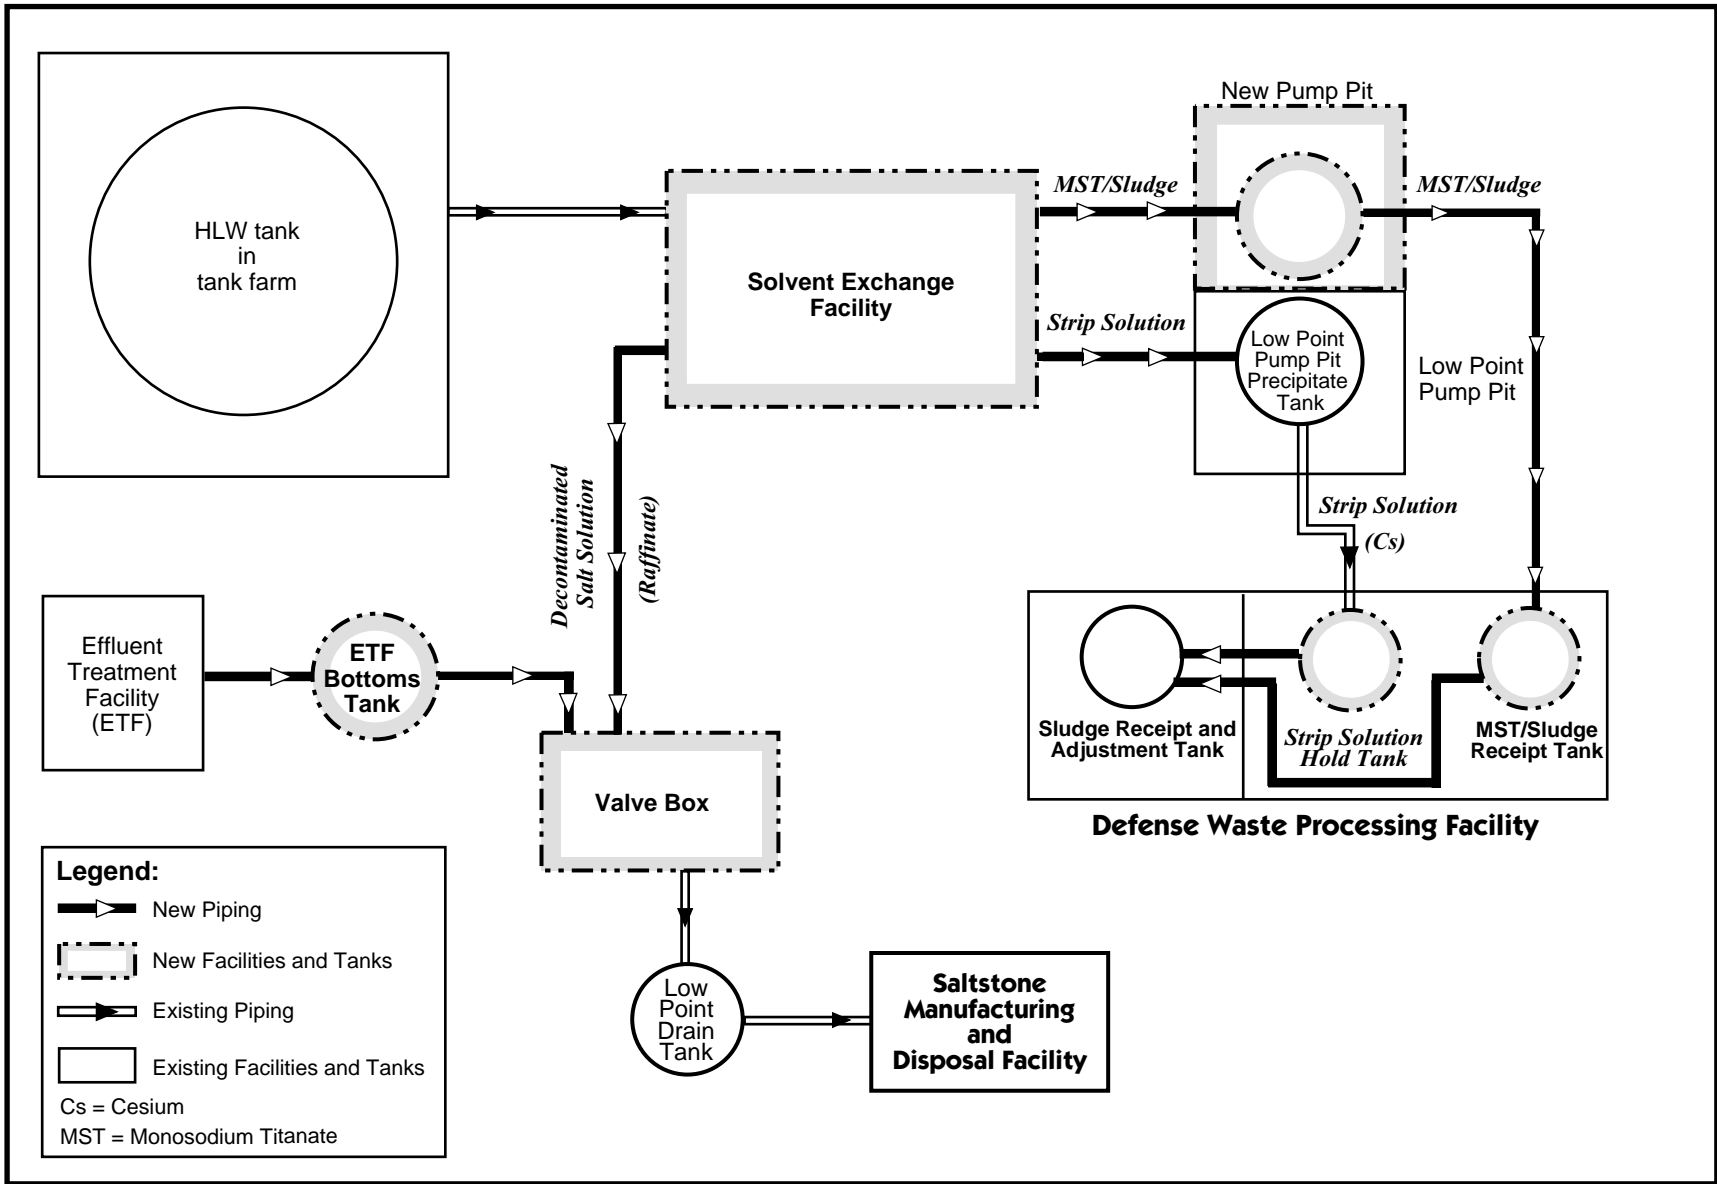 New Pump Pit
MST/Sludge
MST/Sludge
HLW tank
in
tank farm
Solvent Exchange
Facility
Strip Solution
Low Point
Pump Pit
Precipitate
Tank
Low Point
Pump Pit
Decontaminated
Salt Solution
(Raffinate)
Strip Solution
(Cs)
Effluent
Treatment
Facility
(ETF)
ETF
Bottoms
Tank
Sludge Receipt and
Adjustment Tank
Strip Solution
Hold Tank
MST/Sludge
Receipt Tank
Defense Waste Processing Facility
Valve Box
Low
Point
Drain
Tank
Saltstone
Manufacturing
and
Disposal Facility
Legend:
New Piping
New Facilities and Tanks
Existing Piping
Existing Facilities and Tanks
Cs = Cesium
MST = Monosodium Titanate